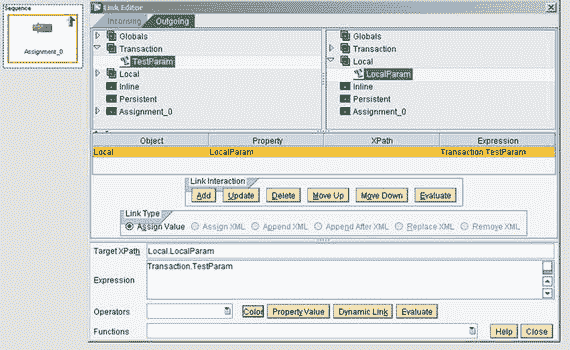 Sequence
Assignment_0
Link Editor
Incoming Outgoing
Globals
Transaction
TestParam
Local
Inline
Persistent
Assignment_0
Globals
Transaction
Local
LocalParam
Inline
Persistent
Assignment_0
Object Property XPath Expression
Local LocalParam Transaction.TestParam
Link Interaction
Add Update Delete Move Up Move Down Evaluate
Link Type
Assign Value Assign XML Append XML Append After XML Replace XML Remove XML
Target XPath Local.LocalParam
Expression Transaction.TestParam
Operators Color Property Value Dynamic Link Evaluate
Functions Help Close